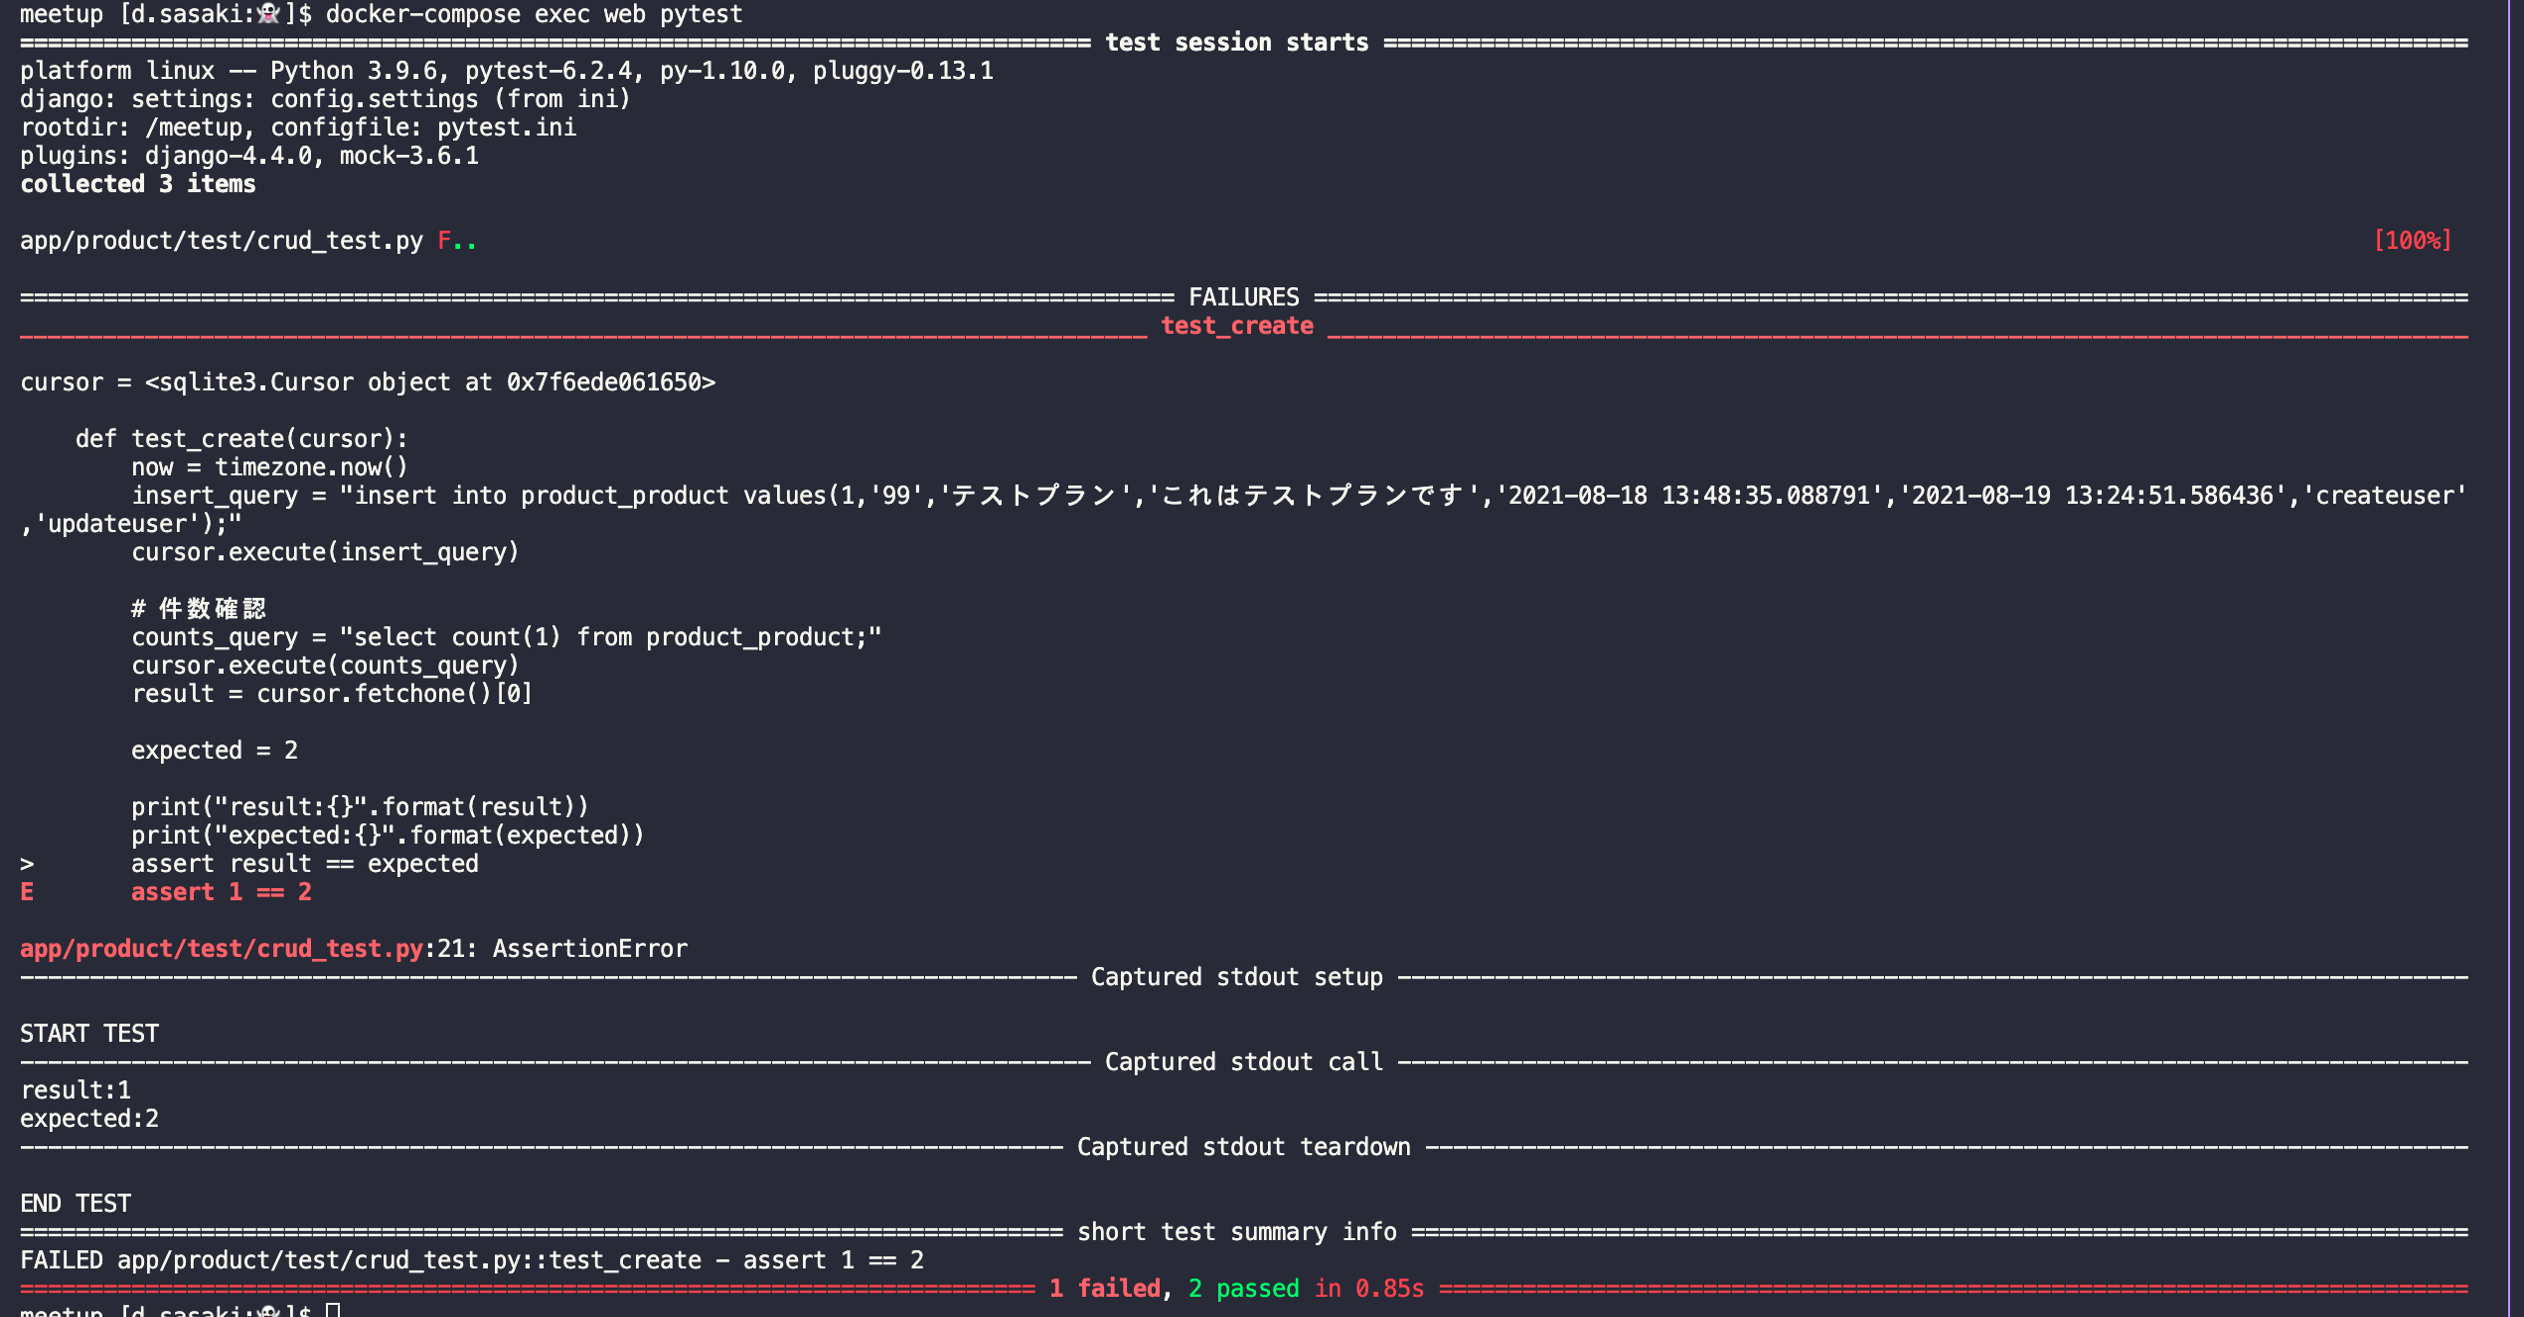 meetup [d.sasaki:👻]$ docker-compose exec web pytest
============================================================================= test session starts ==============================================================================
platform linux -- Python 3.9.6, pytest-6.2.4, py-1.10.0, pluggy-0.13.1
django: settings: config.settings (from ini)
rootdir: /meetup, configfile: pytest.ini
plugins: django-4.4.0, mock-3.6.1
collected 3 items
app/product/test/crud_test.py F.. [100%]
=================================================================================== FAILURES ===================================================================================
_________________________________________________________________________________ test_create __________________________________________________________________________________
cursor = <sqlite3.Cursor object at 0x7f6ede061650>
    def test_create(cursor):
        now = timezone.now()
        insert_query = "insert into product_product values(1,'99','テストプラン','これはテストプランです','2021-08-18 13:48:35.088791','2021-08-19 13:24:51.586436','createuser'
,'updateuser');"
        cursor.execute(insert_query)
        # 件数確認
        counts_query = "select count(1) from product_product;"
        cursor.execute(counts_query)
        result = cursor.fetchone()[0]
        expected = 2
        print("result:{}".format(result))
        print("expected:{}".format(expected))
>       assert result == expected
E       assert 1 == 2
app/product/test/crud_test.py:21: AssertionError
---------------------------------------------------------------------------- Captured stdout setup -----------------------------------------------------------------------------
START TEST
----------------------------------------------------------------------------- Captured stdout call -----------------------------------------------------------------------------
result:1
expected:2
--------------------------------------------------------------------------- Captured stdout teardown ---------------------------------------------------------------------------
END TEST
=========================================================================== short test summary info ============================================================================
FAILED app/product/test/crud_test.py::test_create - assert 1 == 2
========================================================================= 1 failed, 2 passed in 0.85s ==========================================================================
meetup [d.sasaki:👻]$